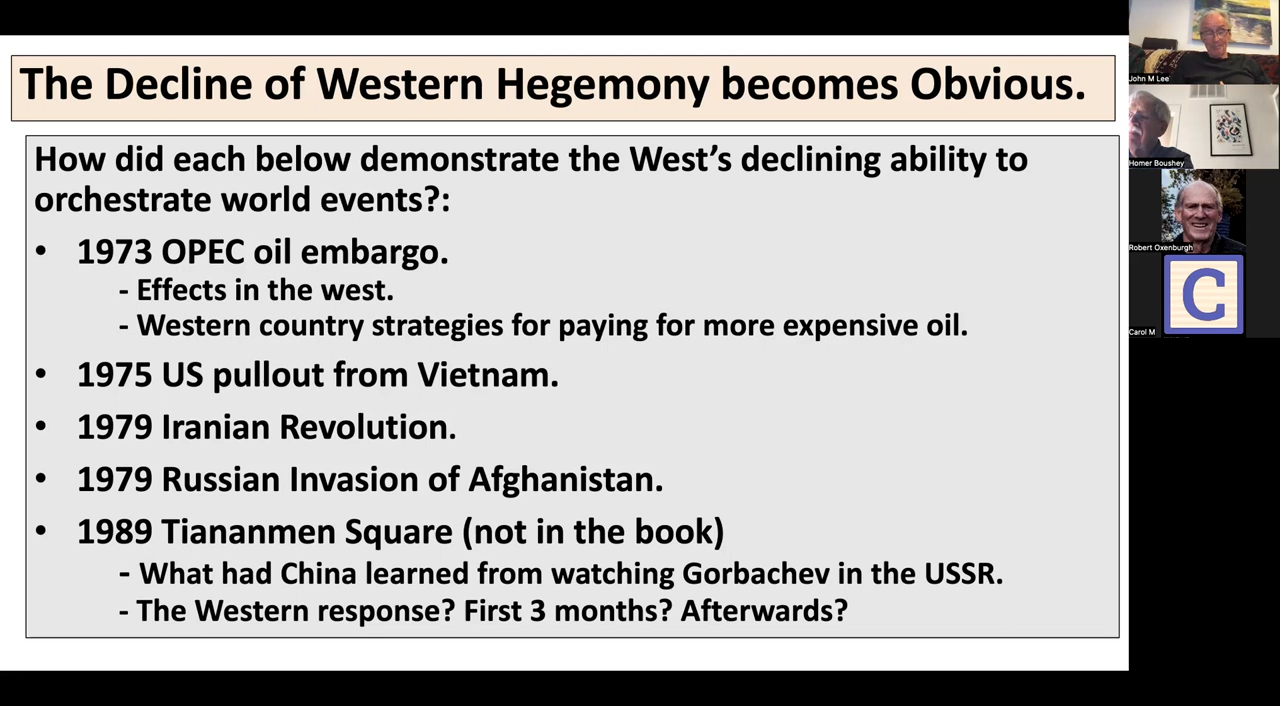 The Decline of Western Hegemony becomes Obvious.
How did each below demonstrate the West’s declining ability to
orchestrate world events?:
• 1973 OPEC oil embargo.
- Effects in the west.
- Western country strategies for paying for more expensive oil.
• 1975 US pullout from Vietnam.
• 1979 Iranian Revolution.
• 1979 Russian Invasion of Afghanistan.
• 1989 Tiananmen Square (not in the book)
- What had China learned from watching Gorbachev in the USSR.
- The Western response? First 3 months? Afterwards?
John M Lee
Homer Boushey
Robert Oxenburgh
C
Carol M